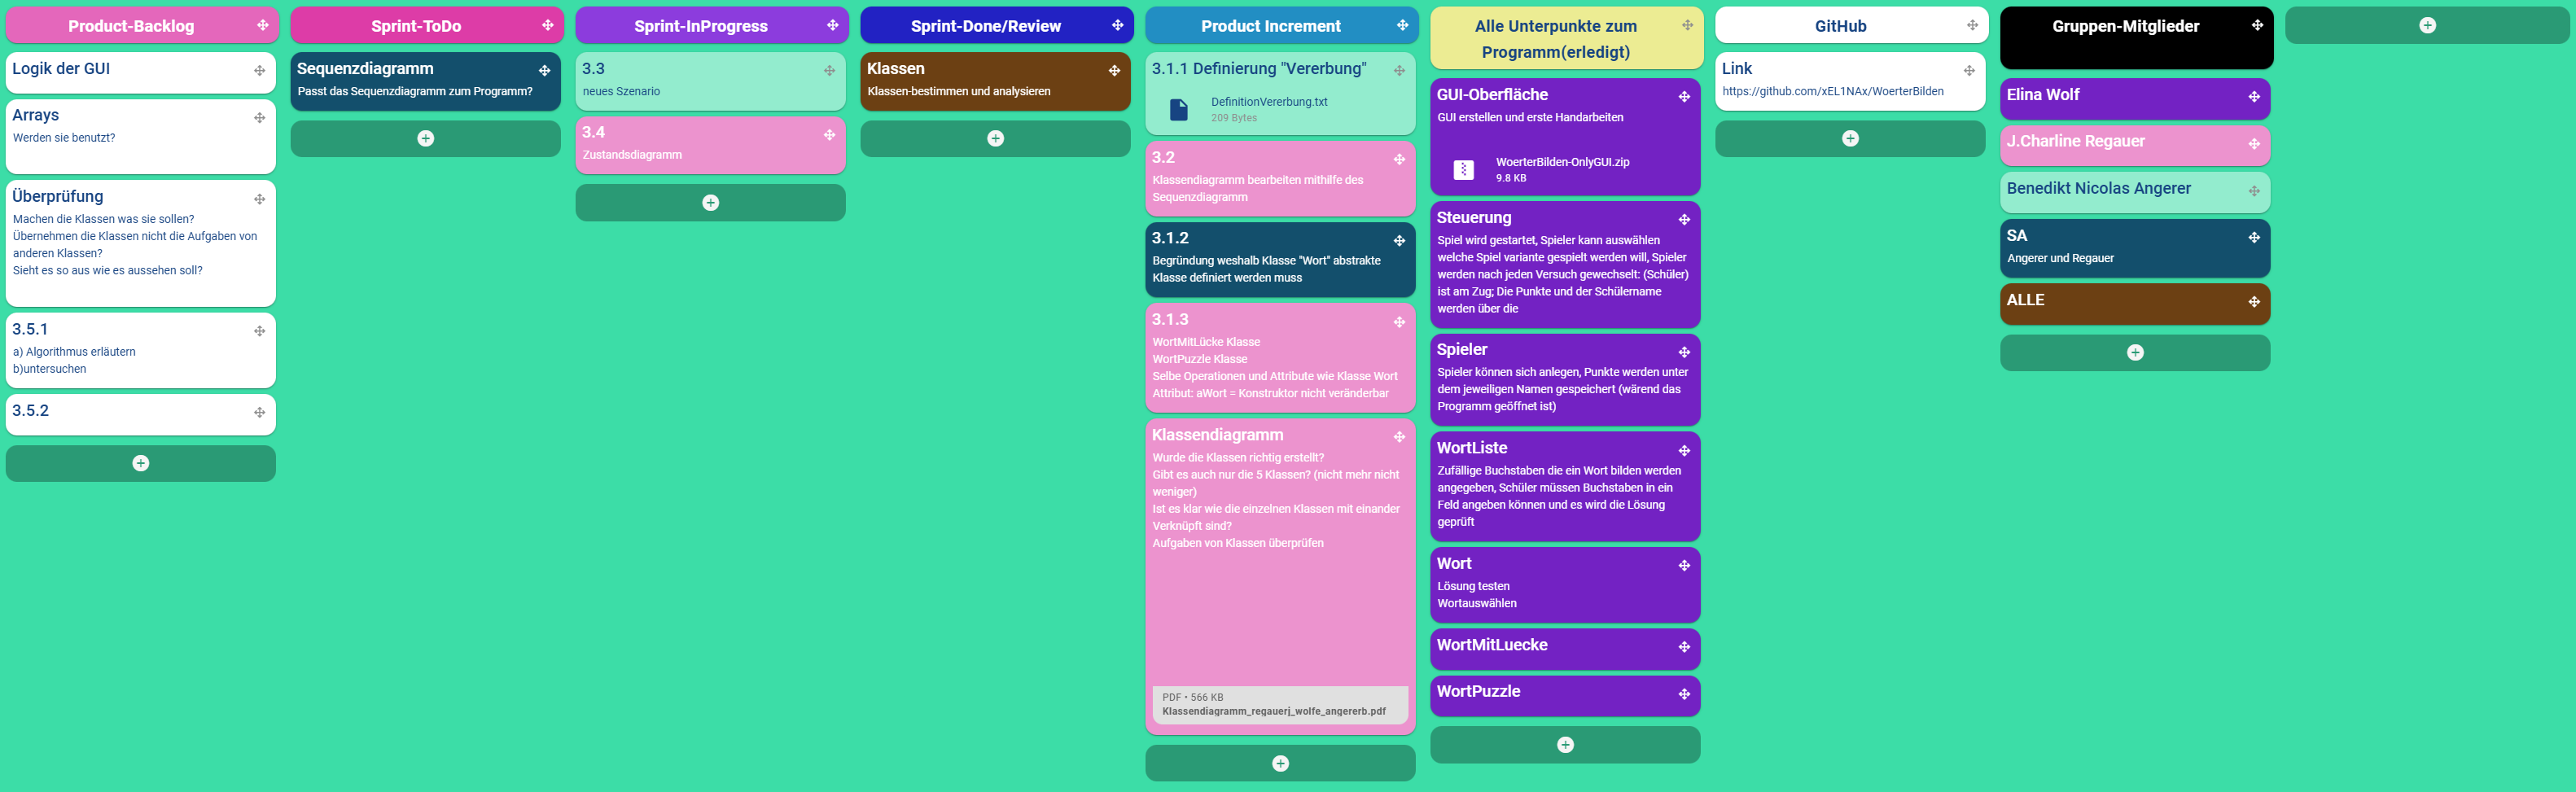 Product-Backlog
Logik der GUI
Arrays
Werden sie benutzt?
Überprüfung
Machen die Klassen was sie sollen?
Übernehmen die Klassen nicht die Aufgaben von
anderen Klassen?
Sieht es so aus wie es aussehen soll?
3.5.1
a) Algorithmus erläutern
b)untersuchen
3.5.2
Sprint-ToDo
Sequenzdiagramm
Passt das Sequenzdiagramm zum Programm?
Sprint-InProgress
3.3
neues Szenario
3.4
Zustandsdiagramm
Sprint-Done/Review
Klassen
Klassen-bestimmen und analysieren
Product Increment
3.1.1 Definierung "Vererbung"
DefinitionVererbung.txt
209 Bytes
3.2
Klassendiagramm bearbeiten mithilfe des
Sequenzdiagramm
3.1.2
Begründung weshalb Klasse "Wort" abstrakte
Klasse definiert werden muss
3.1.3
WortMitLücke Klasse
WortPuzzle Klasse
Selbe Operationen und Attribute wie Klasse Wort
Attribut: aWort = Konstruktor nicht veränderbar
Klassendiagramm
Wurde die Klassen richtig erstellt?
Gibt es auch nur die 5 Klassen? (nicht mehr nicht
weniger)
Ist es klar wie die einzelnen Klassen mit einander
Verknüpft sind?
Aufgaben von Klassen überprüfen
PDF • 566 KB
Klassendiagramm_regauerj_wolfe_angererb.pdf
Alle Unterpunkte zum
Programm(erledigt)
GUI-Oberfläche
GUI erstellen und erste Handarbeiten
WoerterBilden-OnlyGUI.zip
9.8 KB
Steuerung
Spiel wird gestartet, Spieler kann auswählen
welche Spiel variante gespielt werden will, Spieler
werden nach jeden Versuch gewechselt: (Schüler)
ist am Zug; Die Punkte und der Schülername
werden über die
Spieler
Spieler können sich anlegen, Punkte werden unter
dem jeweiligen Namen gespeichert (wärend das
Programm geöffnet ist)
WortListe
Zufällige Buchstaben die ein Wort bilden werden
angegeben, Schüler müssen Buchstaben in ein
Feld angeben können und es wird die Lösung
geprüft
Wort
Lösung testen
Wortauswählen
WortMitLuecke
WortPuzzle
GitHub
Link
https://github.com/xEL1NAx/WoerterBilden
Gruppen-Mitglieder
Elina Wolf
J.Charline Regauer
Benedikt Nicolas Angerer
SA
Angerer und Regauer
ALLE